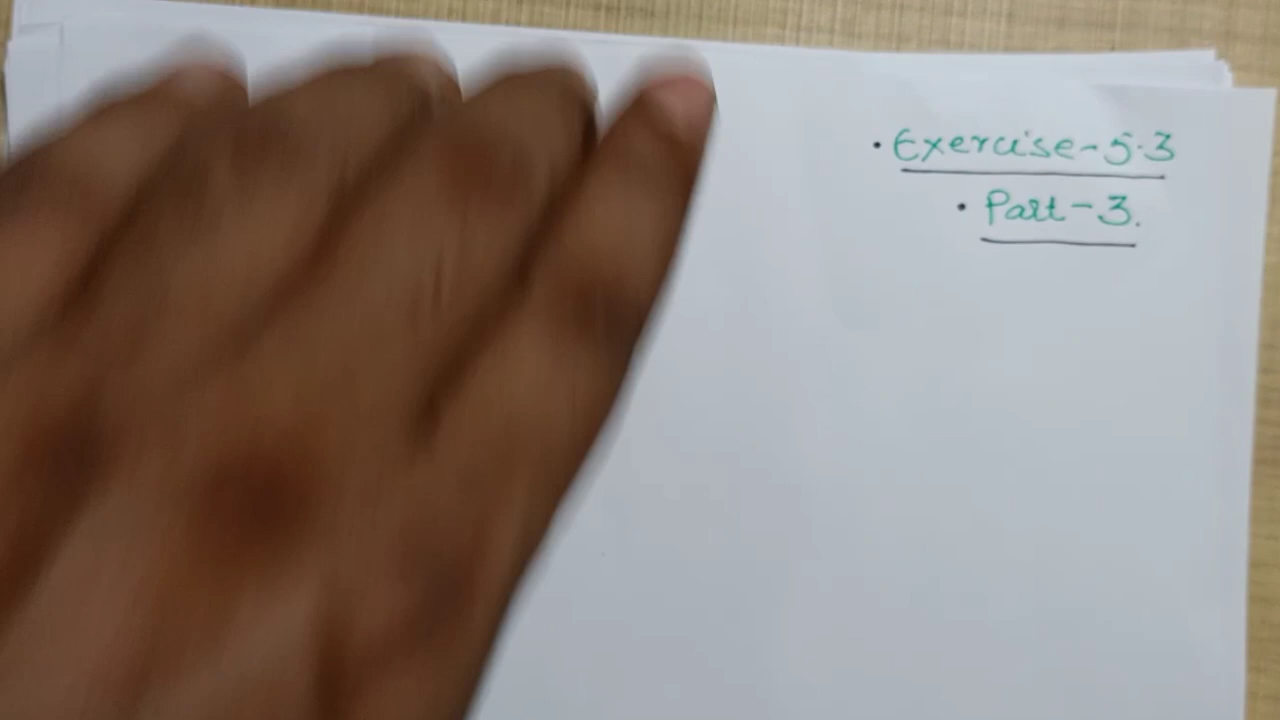 • Exercise-5.3
• Part-3.